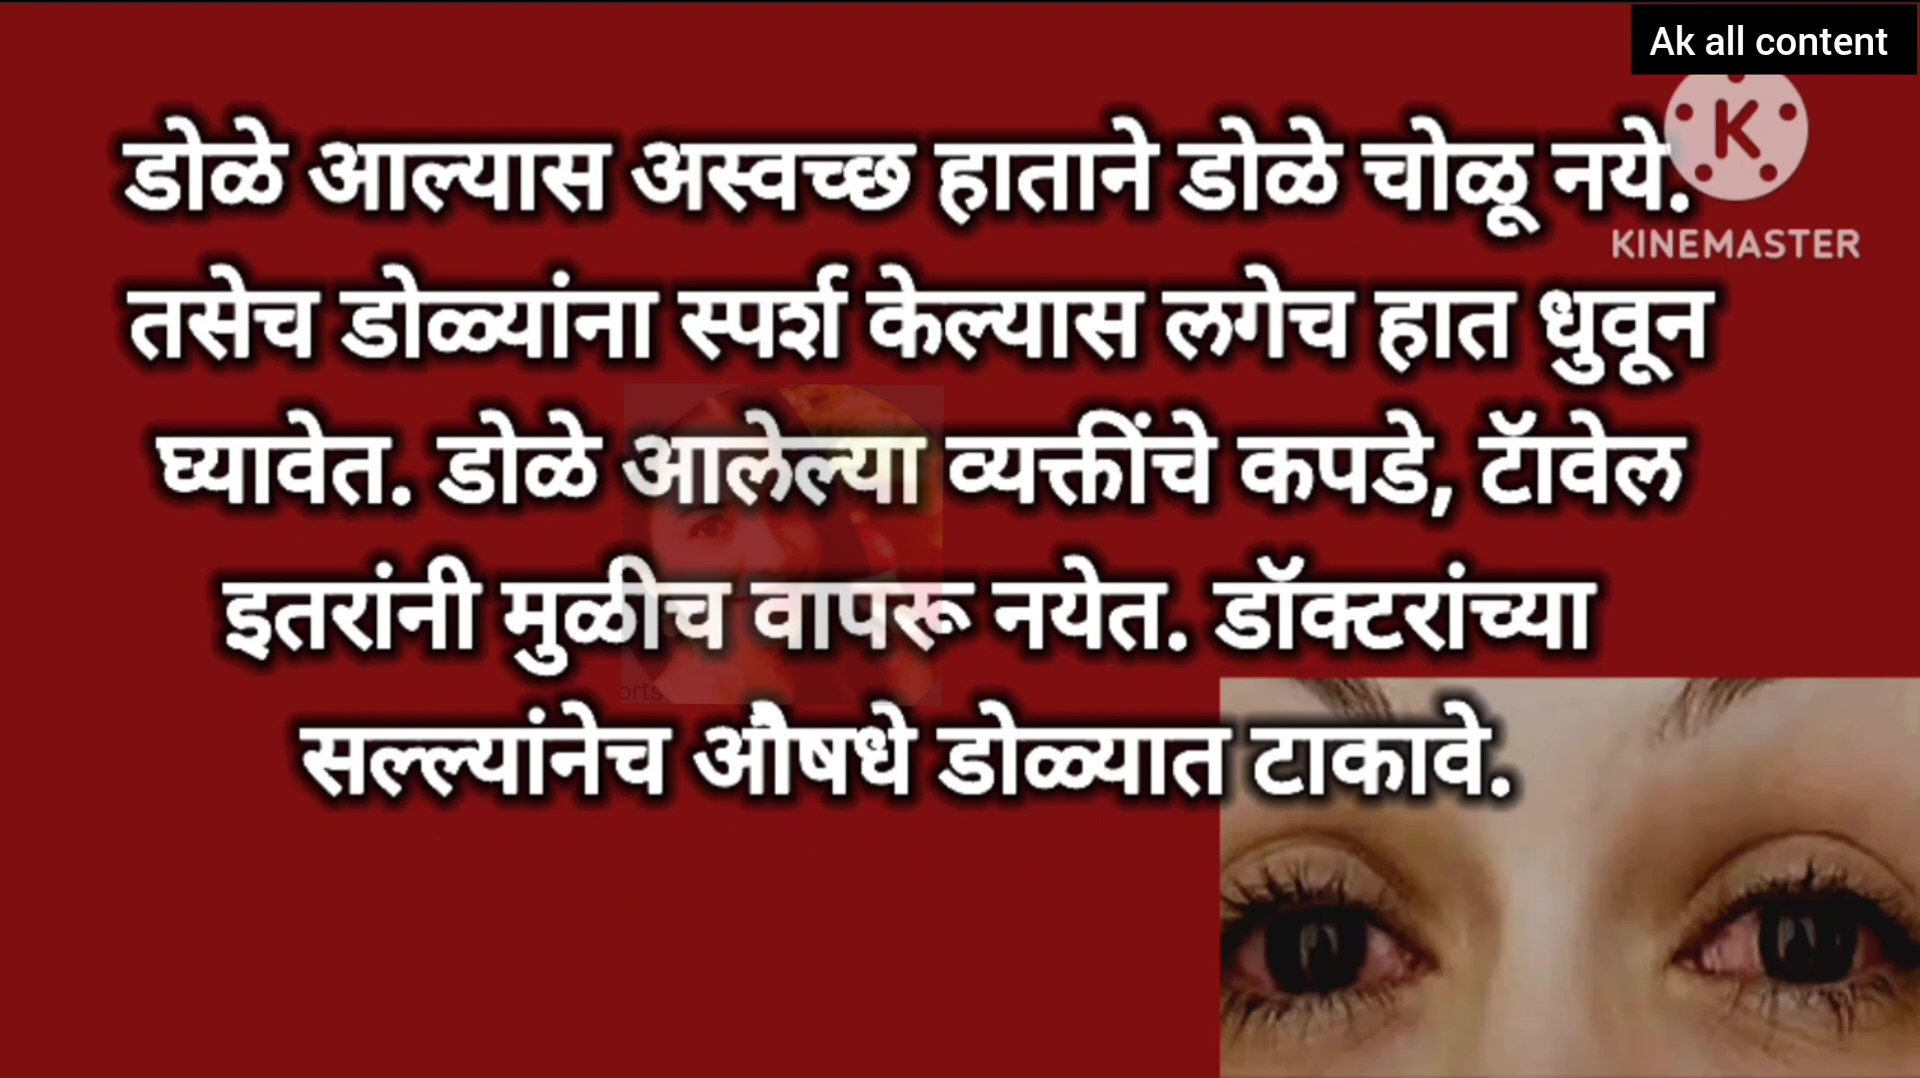 Ak all content
डोळे आल्यास अस्वच्छ हाताने डोळे चोळू नये.
KINEMASTER
तसेच डोळ्यांना स्पर्श केल्यास लगेच हात धुवून
घ्यावेत. डोळे आलेल्या व्यक्तींचे कपडे, टॉवेल
इतरांनी मुळीच वापरू नयेत. डॉक्टरांच्या
orts
सल्ल्यांनेच औषधे डोळ्यात टाकावे.